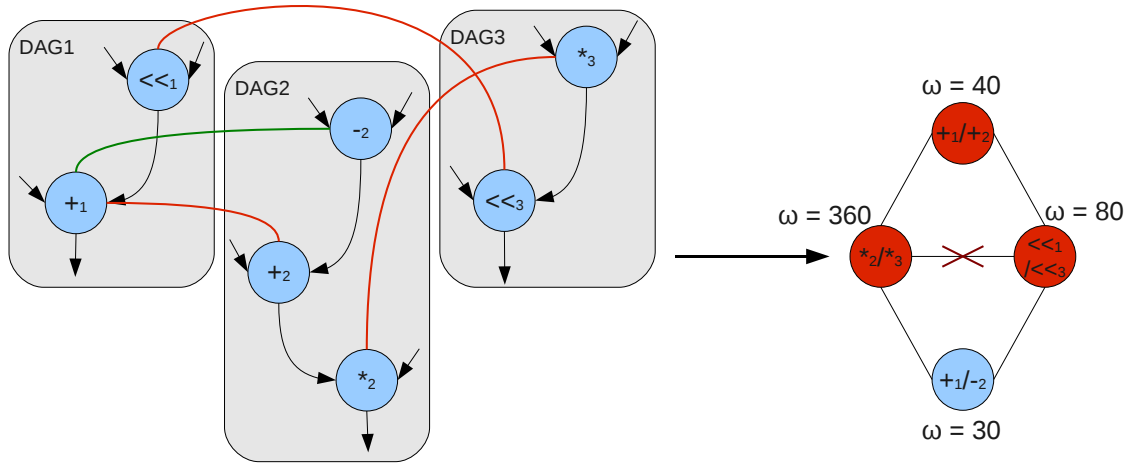 DAG1
<<₁
+₁
DAG2
-₂
+₂
*₂
DAG3
*₃
<<₃
ω = 40
+₁/+₂
ω = 360
*₂/*₃
ω = 80
<<₁
/<<₃
+₁/-₂
ω = 30